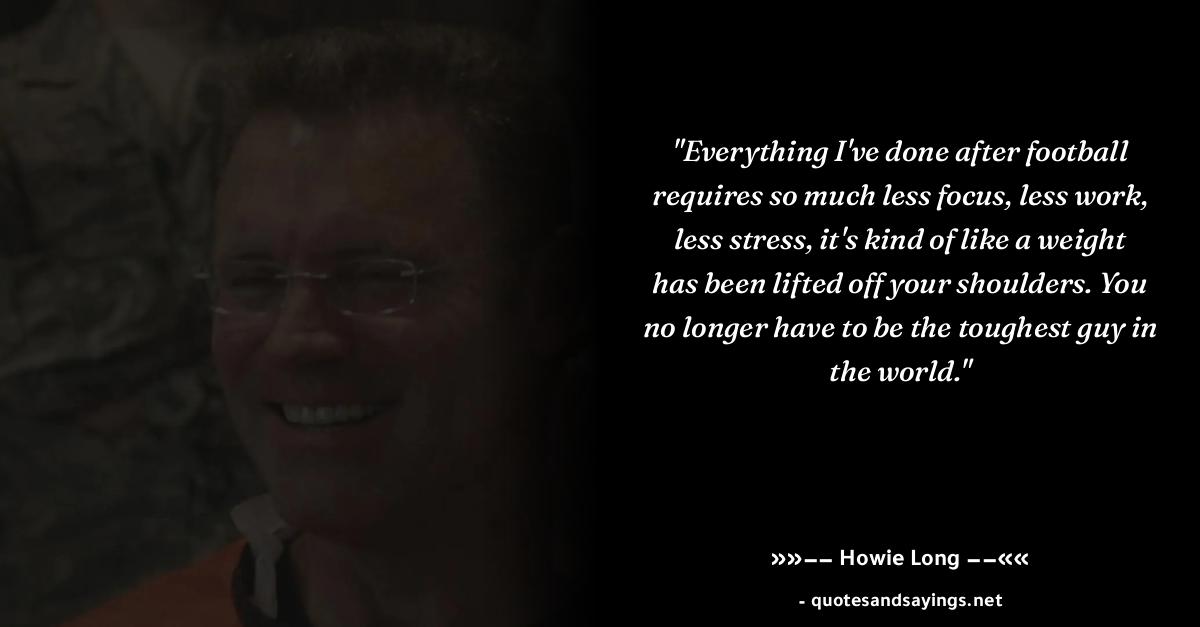 "Everything I've done after football
requires so much less focus, less work,
less stress, it's kind of like a weight
has been lifted off your shoulders. You
no longer have to be the toughest guy in
the world."
»»−− Howie Long −−««
- quotesandsayings.net